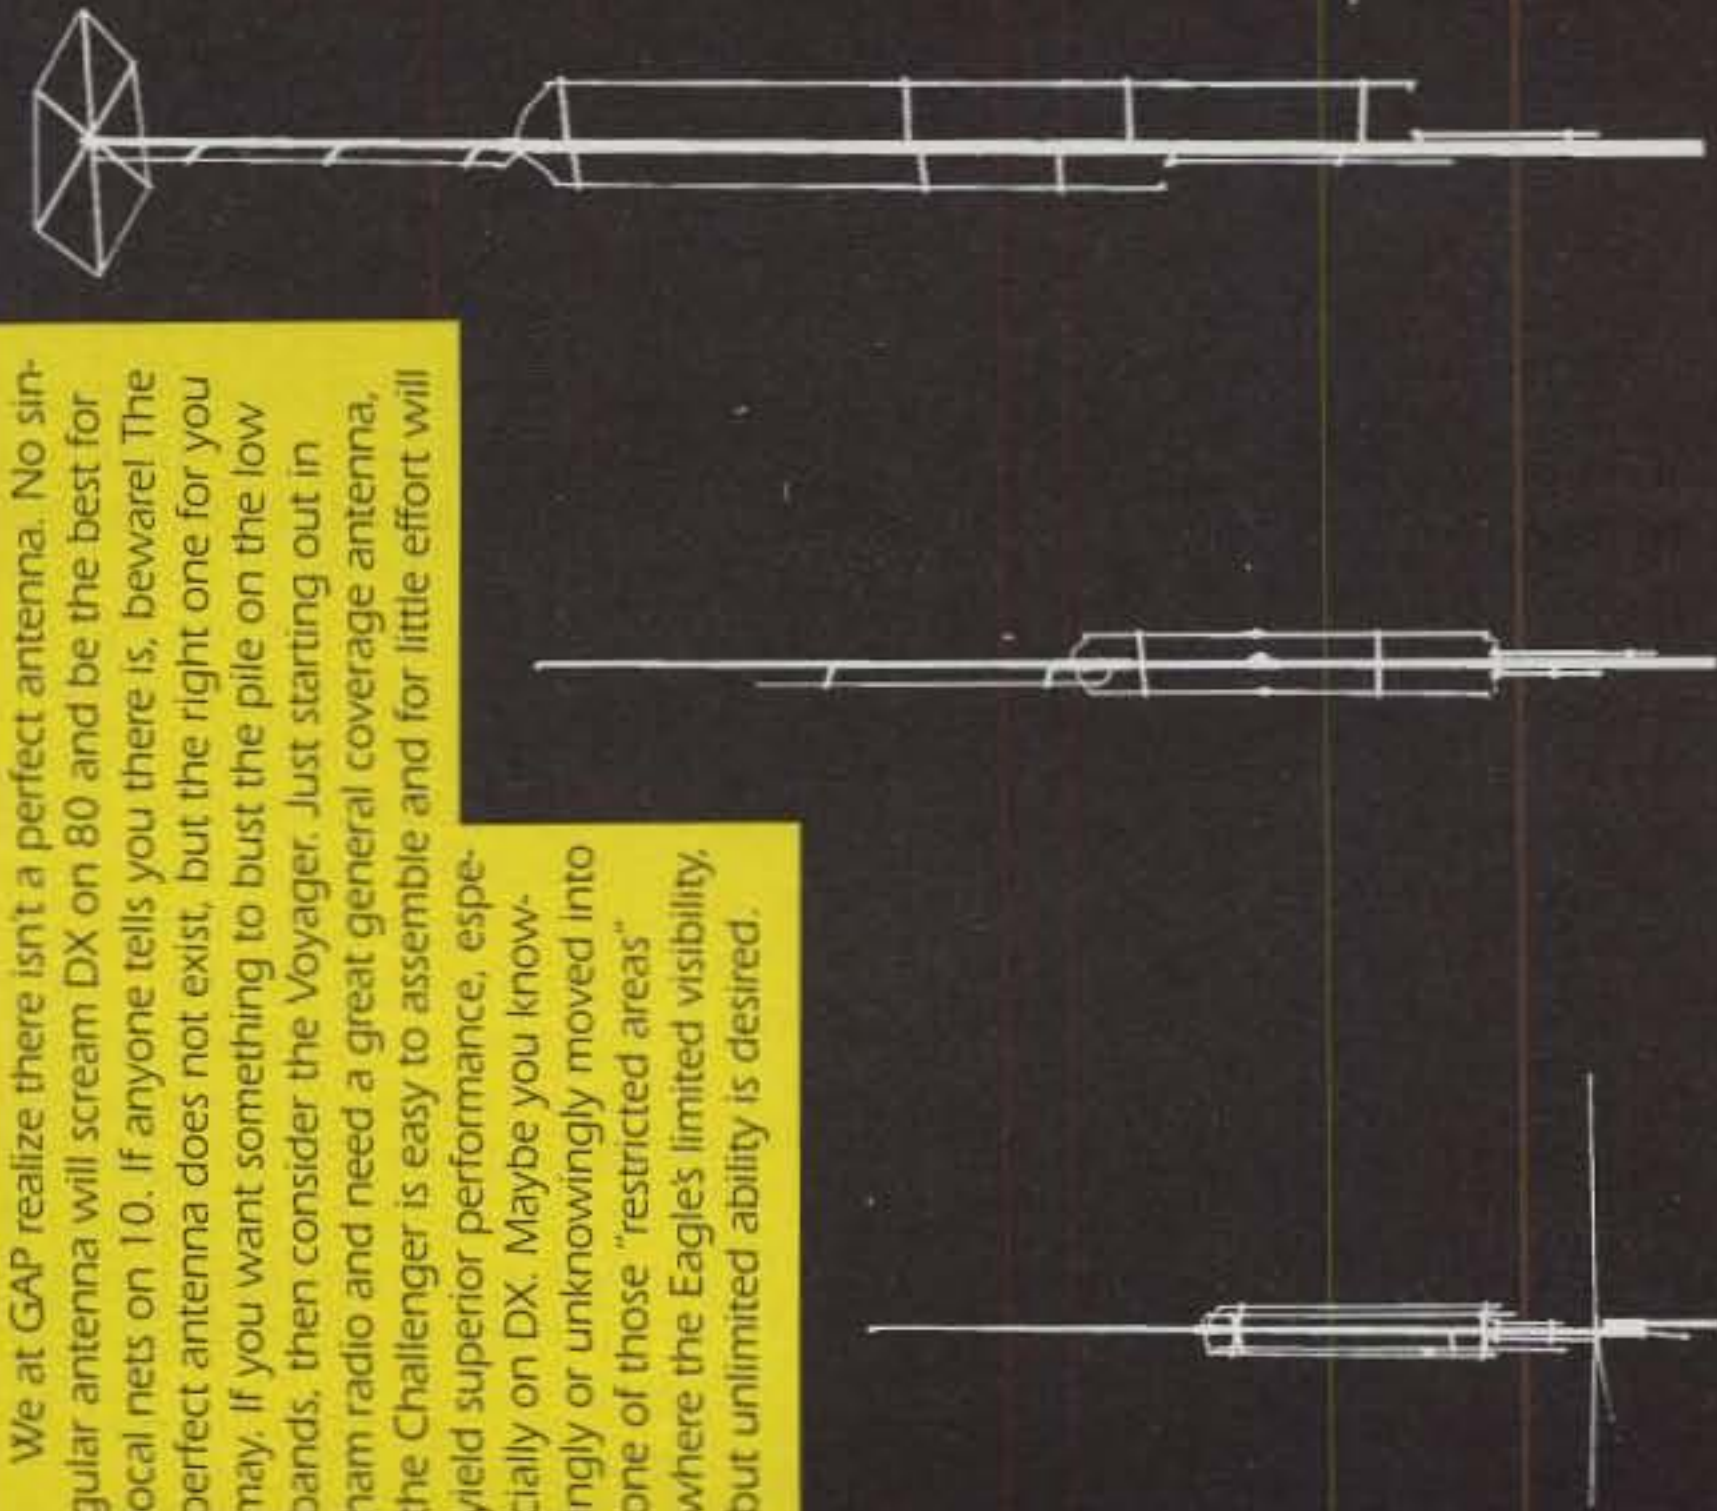 We at GAP realize there isn't a perfect antenna. No sin-
gular antenna will scream DX on 80 and be the best for
ocal nets on 10. If anyone tells you there is, beware! The
perfect antenna does not exist, but the right one for you
may. If you want something to bust the pile on the low
bands, then consider the Voyager. Just starting out in
ham radio and need a great general coverage antenna,
the Challenger is easy to assemble and for little effort will
yield superior performance, espe-
cially on DX. Maybe you know-
ingly or unknowingly moved into
one of those "restricted areas"
where the Eagles limited visibility,
but unlimited ability is desired.